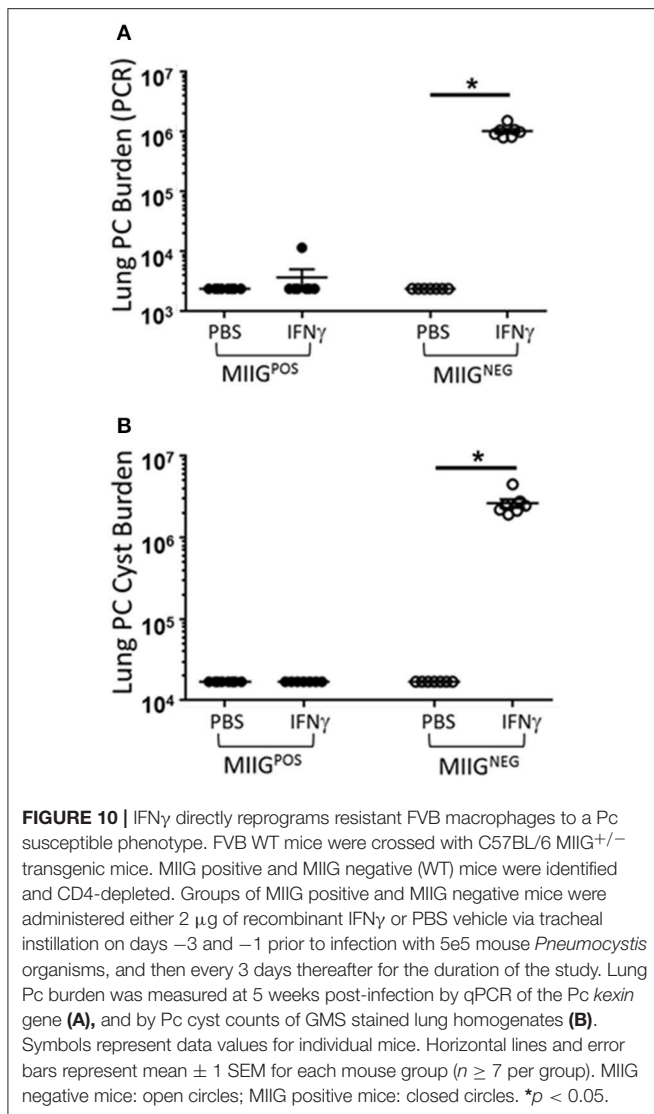 A
Lung PC Burden (PCR)
10⁷
10⁶
10⁵
10⁴
10³
*
PBS
IFNγ
PBS
IFNγ
MIIG^POS
MIIG^NEG
B
Lung PC Cyst Burden
10⁷
10⁶
10⁵
10⁴
*
PBS
IFNγ
PBS
IFNγ
MIIG^POS
MIIG^NEG
FIGURE 10 | IFNγ directly reprograms resistant FVB macrophages to a Pc
susceptible phenotype. FVB WT mice were crossed with C57BL/6 MIIG⁺/⁻
transgenic mice. MIIG positive and MIIG negative (WT) mice were identified
and CD4-depleted. Groups of MIIG positive and MIIG negative mice were
administered either 2 μg of recombinant IFNγ or PBS vehicle via tracheal
instillation on days −3 and −1 prior to infection with 5e5 mouse Pneumocystis
organisms, and then every 3 days thereafter for the duration of the study. Lung
Pc burden was measured at 5 weeks post-infection by qPCR of the Pc kexin
gene (A), and by Pc cyst counts of GMS stained lung homogenates (B).
Symbols represent data values for individual mice. Horizontal lines and error
bars represent mean ± 1 SEM for each mouse group (n ≥ 7 per group). MIIG
negative mice: open circles; MIIG positive mice: closed circles. *p < 0.05.